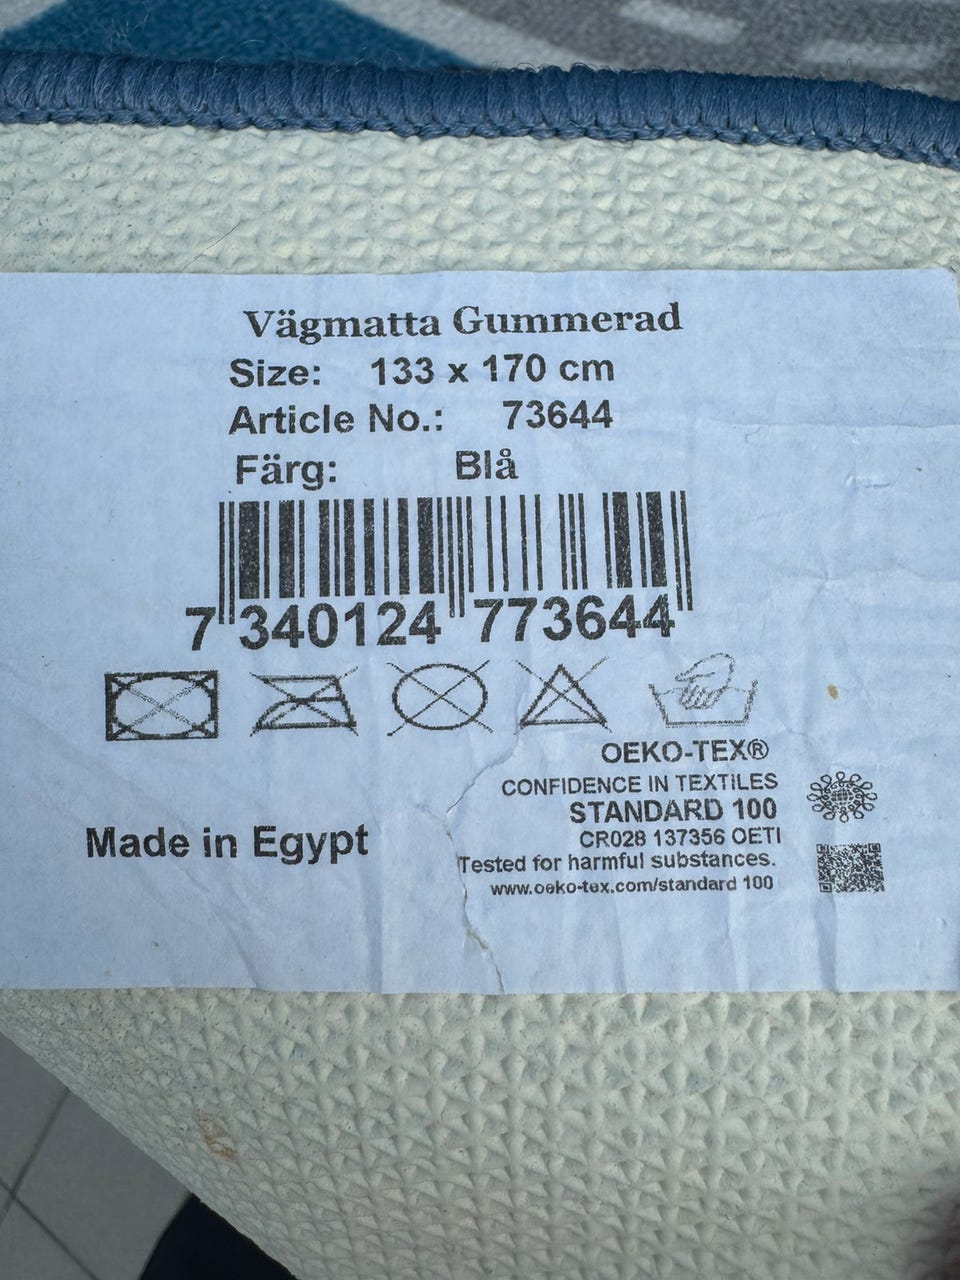 Vägmatta Gummerad
Size: 133 x 170 cm
Article No.: 73644
Färg: Blå
7 340124 773644
OEKO-TEX®
CONFIDENCE IN TEXTILES
STANDARD 100
CR028 137356 OETI
Tested for harmful substances.
www.oeko-tex.com/standard 100
Made in Egypt